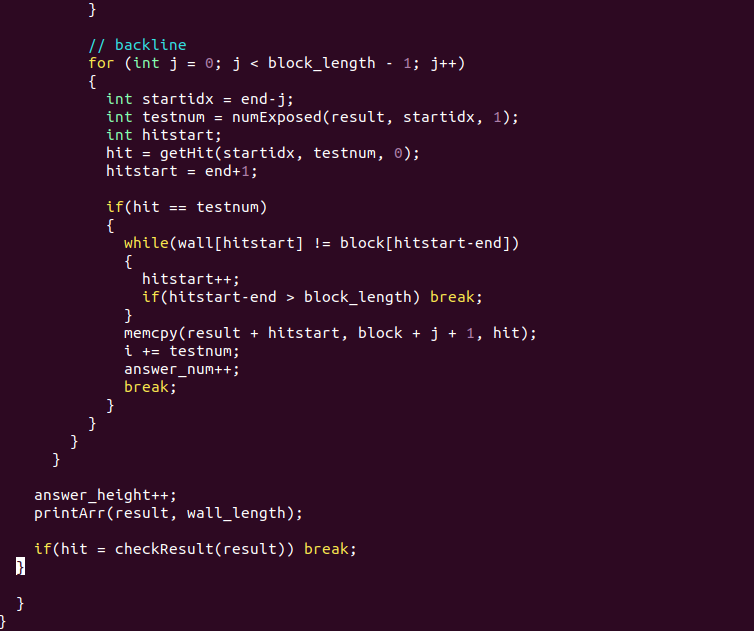 }
// backline
for (int j = 0; j < block_length - 1; j++)
{
int startidx = end-j;
int testnum = numExposed(result, startidx, 1);
int hitstart;
hit = getHit(startidx, testnum, 0);
hitstart = end+1;
if(hit == testnum)
{
while(wall[hitstart] != block[hitstart-end])
{
hitstart++;
if(hitstart-end > block_length) break;
}
memcpy(result + hitstart, block + j + 1, hit);
i += testnum;
answer_num++;
break;
}
}
}
}
answer_height++;
printArr(result, wall_length);
if(hit = checkResult(result)) break;
}
}
}